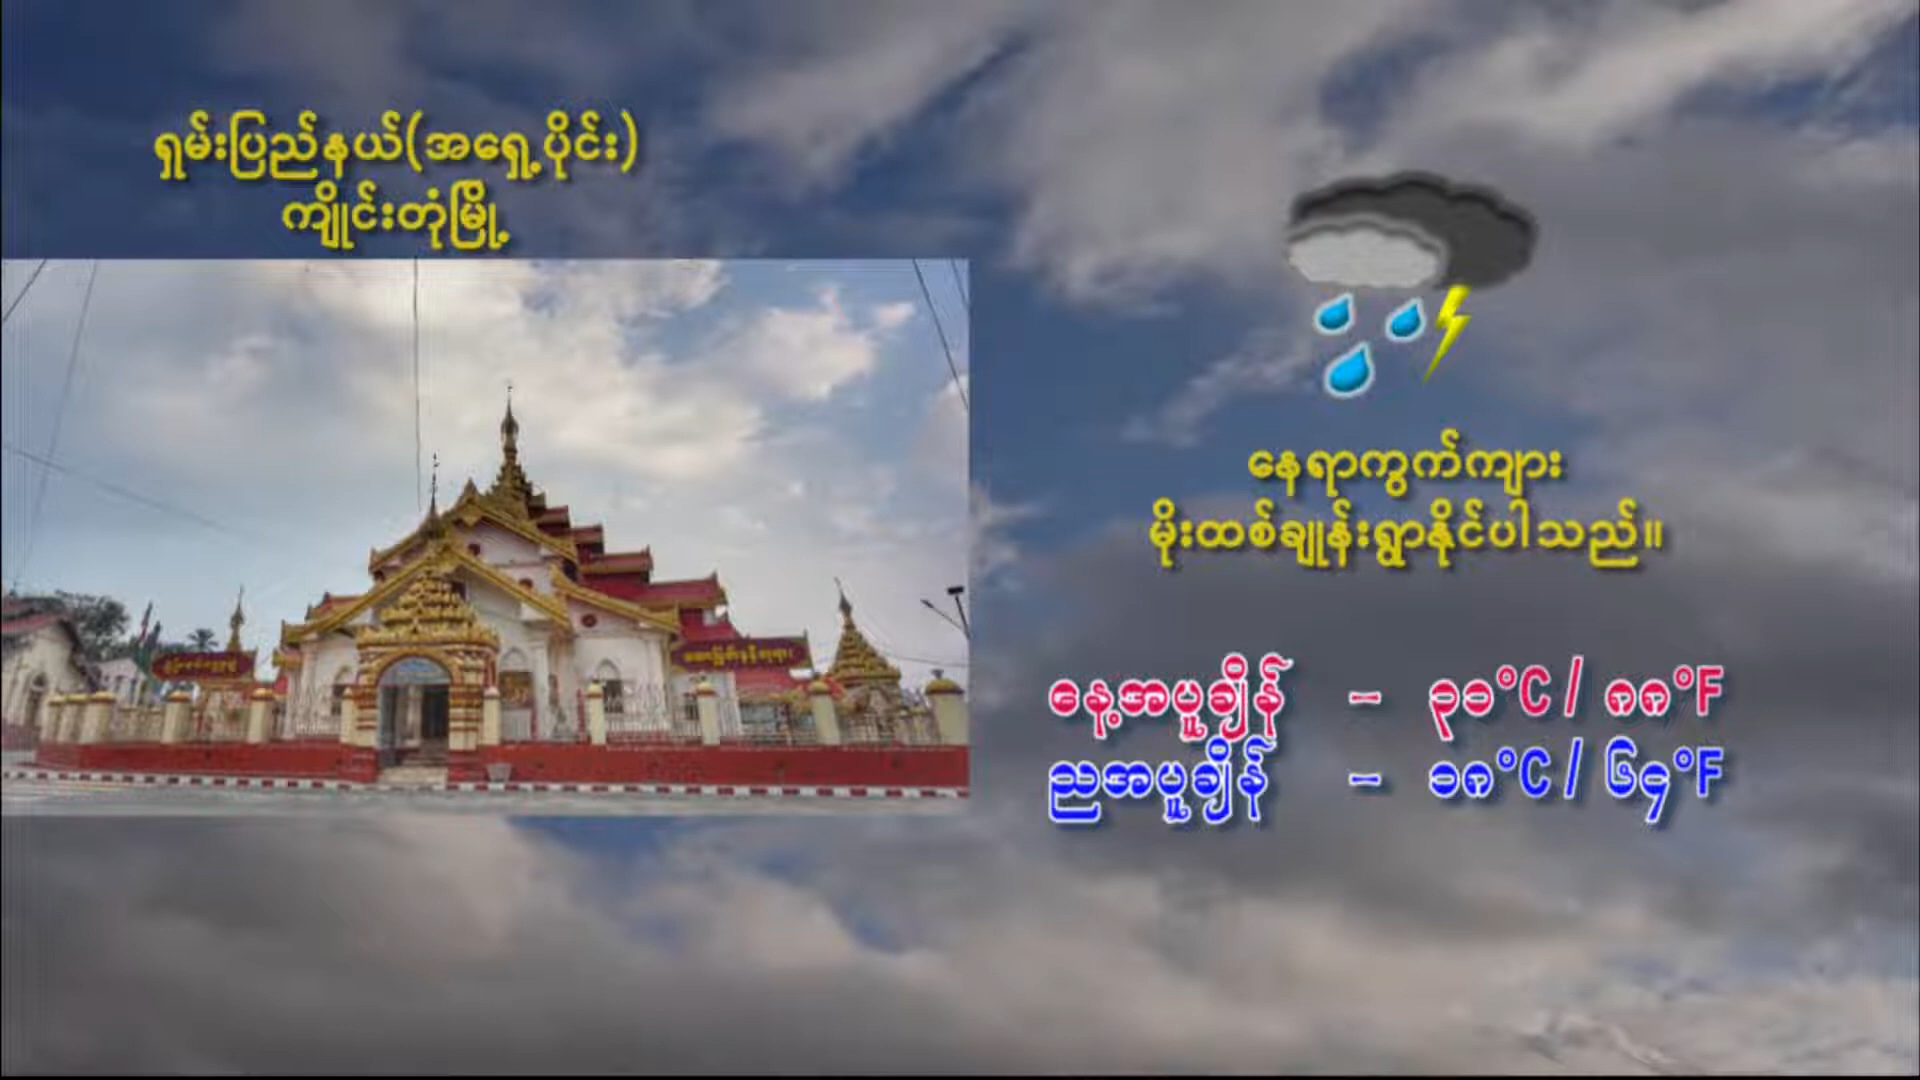 ရှမ်းပြည်နယ်(အရှေ့ပိုင်း)
ကျိုင်းတုံမြို့
နေရာကွက်ကျား
မိုးထစ်ချုန်းရွာနိုင်ပါသည်။
နေ့အပူချိန် - ၃၁°C / ၈၈°F
ညအပူချိန် - ၁၈°C / ၆၄°F